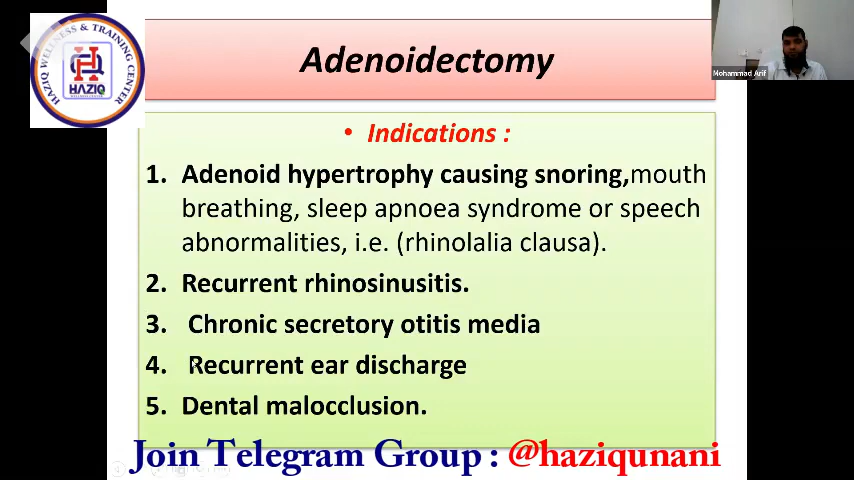 HAZIQ WELLNESS & TRAINING CENTER
HAZIQ
Adenoidectomy
Mohammad Arif
• Indications :
1. Adenoid hypertrophy causing snoring,mouth
breathing, sleep apnoea syndrome or speech
abnormalities, i.e. (rhinolalia clausa).
2. Recurrent rhinosinusitis.
3. Chronic secretory otitis media
4. Recurrent ear discharge
5. Dental malocclusion.
Join Telegram Group : @haziqunani